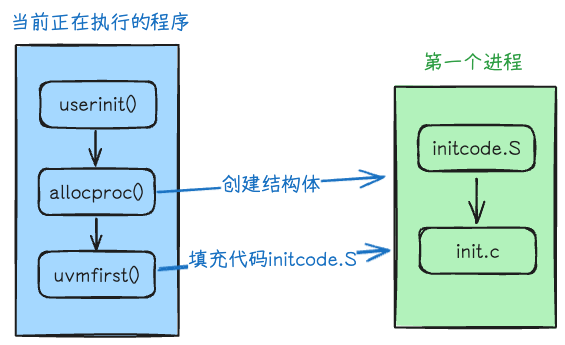 当前正在执行的程序
userinit()
allocproc()
uvmfirst()
创建结构体
填充代码initcode.S
第一个进程
initcode.S
init.c